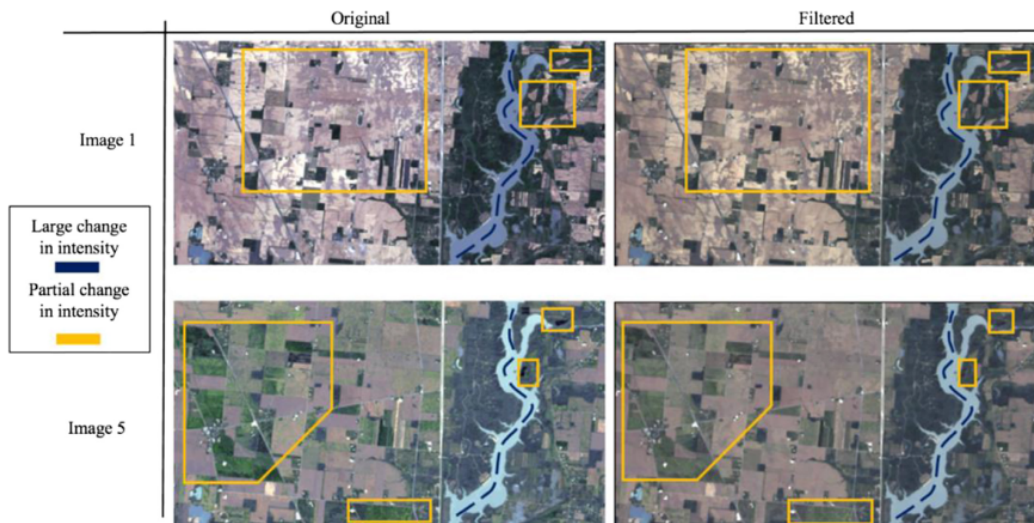 Original
Filtered
Image 1
Large change
in intensity
Partial change
in intensity
Image 5